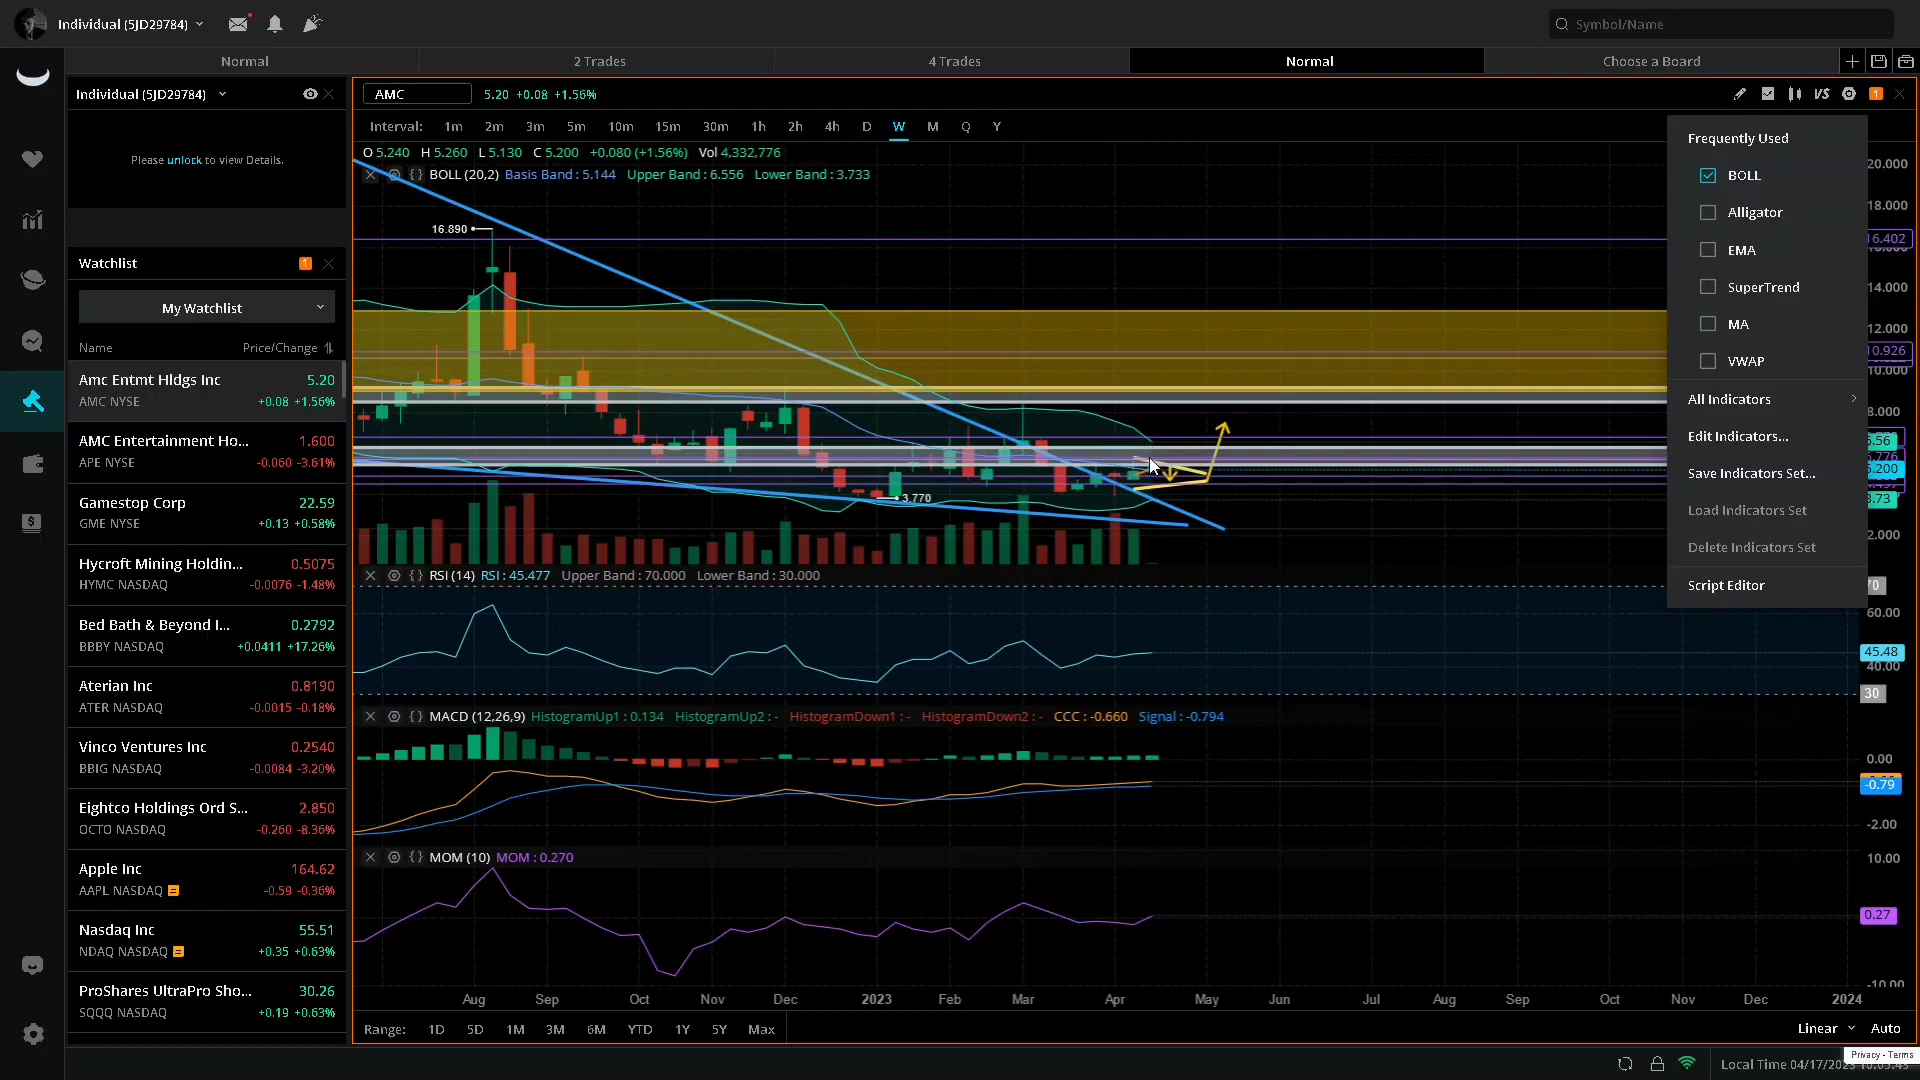 Individual (5JD29784)
Symbol/Name
Normal
2 Trades
4 Trades
Normal
Choose a Board
Individual (5JD29784)
Please unlock to view Details.
AMC
5.20 +0.08 +1.56%
VS
1
Interval: 1m 2m 3m 5m 10m 15m 30m 1h 2h 4h D W M Q Y
O 5.240 H 5.260 L 5.130 C 5.200 +0.080 (+1.56%) Vol 4,332,776
BOLL (20,2) Basis Band : 5.144 Upper Band : 6.556 Lower Band : 3.733
16.890
3.770
Frequently Used
BOLL
Alligator
EMA
SuperTrend
MA
VWAP
All Indicators
Edit Indicators...
Save Indicators Set...
Load Indicators Set
Delete Indicators Set
Script Editor
20.000
18.000
16.402
14.000
12.000
10.926
10.000
8.000
6.56
5.200
3.73
2.000
Watchlist
1
My Watchlist
Name Price/Change
Amc Entmt Hldgs Inc 5.20
AMC NYSE +0.08 +1.56%
AMC Entertainment Ho... 1.600
APE NYSE -0.060 -3.61%
Gamestop Corp 22.59
GME NYSE +0.13 +0.58%
Hycroft Mining Holdin... 0.5075
HYMC NASDAQ -0.0076 -1.48%
Bed Bath & Beyond I... 0.2792
BBBY NASDAQ +0.0411 +17.26%
Aterian Inc 0.8190
ATER NASDAQ -0.0015 -0.18%
Vinco Ventures Inc 0.2540
BBIG NASDAQ -0.0084 -3.20%
Eightco Holdings Ord S... 2.850
OCTO NASDAQ -0.260 -8.36%
Apple Inc 164.62
AAPL NASDAQ -0.59 -0.36%
Nasdaq Inc 55.51
NDAQ NASDAQ +0.35 +0.63%
ProShares UltraPro Sho... 30.26
SQQQ NASDAQ +0.19 +0.63%
RSI (14) RSI : 45.477 Upper Band : 70.000 Lower Band : 30.000
60.00
45.48
40.00
30
MACD (12,26,9) HistogramUp1 : 0.134 HistogramUp2 : - HistogramDown1 : - HistogramDown2 : - CCC : -0.660 Signal : -0.794
0.00
-0.79
-2.00
MOM (10) MOM : 0.270
10.00
0.27
-10.00
Aug Sep Oct Nov Dec 2023 Feb Mar Apr May Jun Jul Aug Sep Oct Nov Dec 2024
Range: 1D 5D 1M 3M 6M YTD 1Y 5Y Max
Linear Auto
Privacy - Terms
Local Time 04/17/202